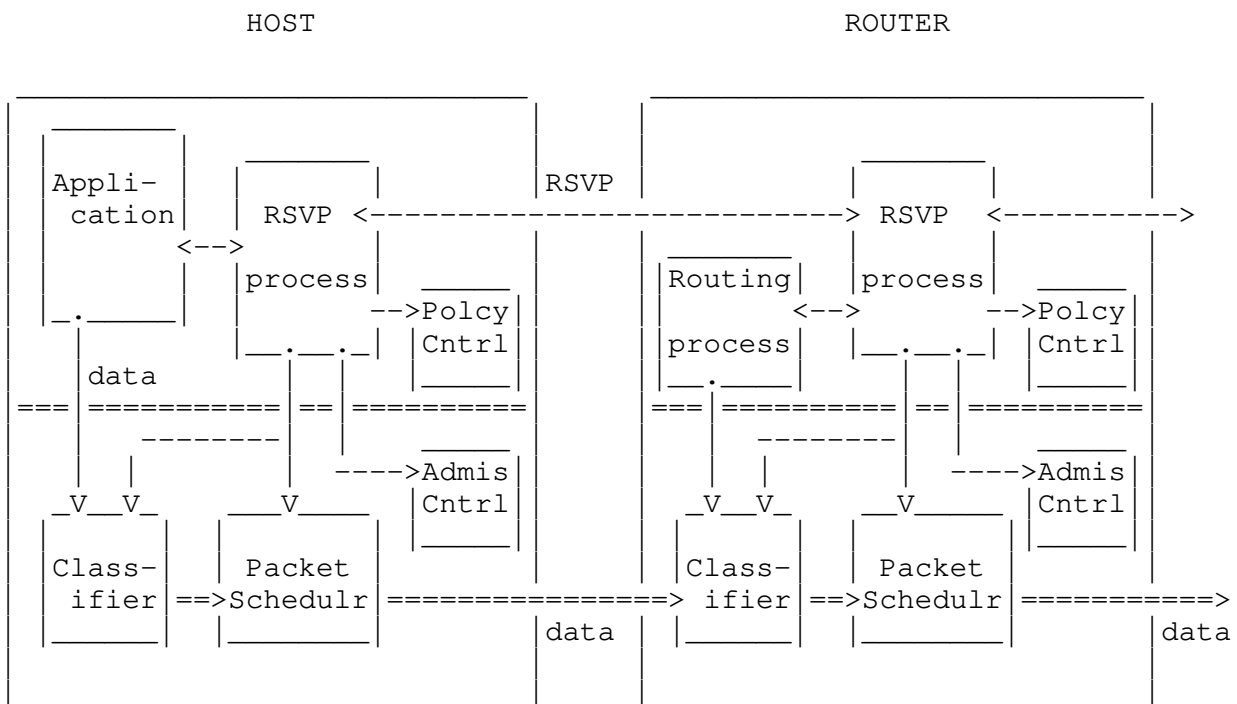 HOST ROUTER
Appli- RSVP
cation RSVP RSVP
process Routing process
Polcy Polcy
Cntrl process Cntrl
data
Admis Admis
Cntrl Cntrl
Class- Packet Class- Packet
ifier Schedulr ifier Schedulr
data data